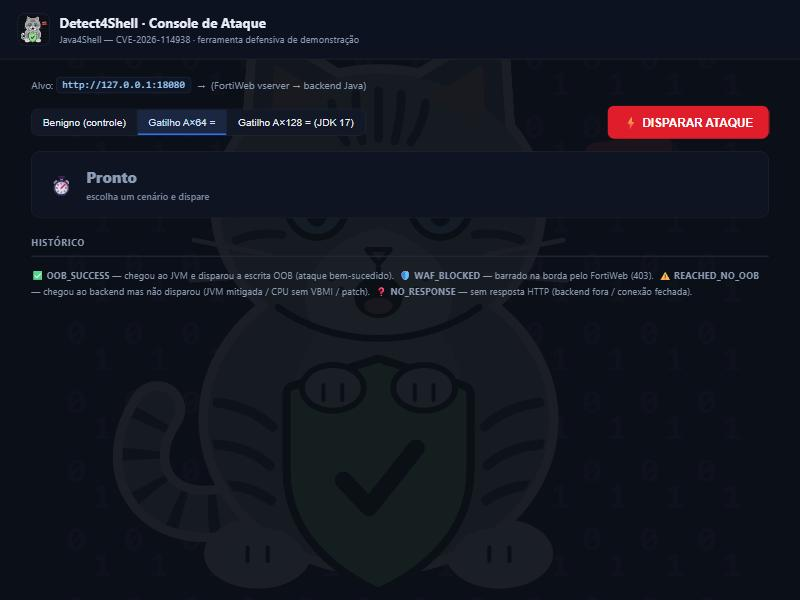 Detect4Shell · Console de Ataque
Java4Shell — CVE-2026-114938 · ferramenta defensiva de demonstração
Alvo: http://127.0.0.1:18080 → (FortiWeb vserver → backend Java)
Benigno (controle) Gatilho A×64 = Gatilho A×128 = (JDK 17) DISPARAR ATAQUE
Pronto
escolha um cenário e dispare
HISTÓRICO
OOB_SUCCESS — chegou ao JVM e disparou a escrita OOB (ataque bem-sucedido). WAF_BLOCKED — barrado na borda pelo FortiWeb (403). REACHED_NO_OOB
— chegou ao backend mas não disparou (JVM mitigada / CPU sem VBMI / patch). NO_RESPONSE — sem resposta HTTP (backend fora / conexão fechada).